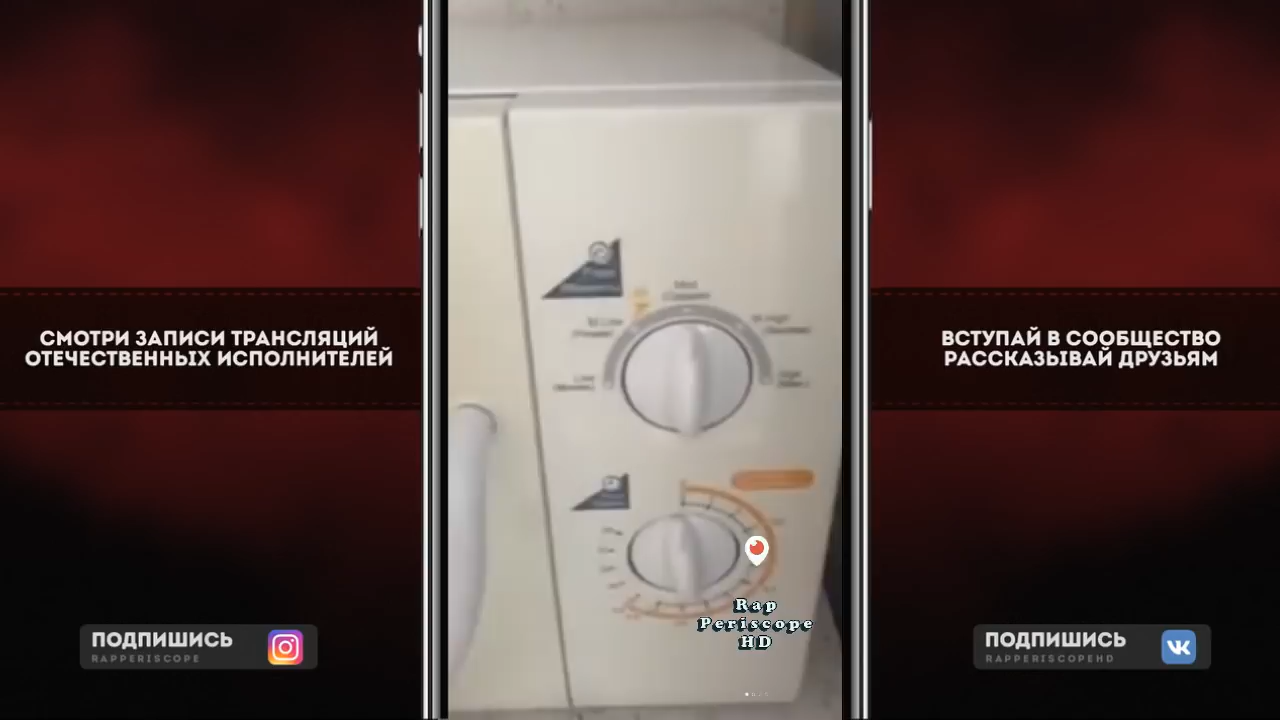 СМОТРИ ЗАПИСИ ТРАНСЛЯЦИЙ
ОТЕЧЕСТВЕННЫХ ИСПОЛНИТЕЛЕЙ
ПОДПИШИСЬ
RAPPERISCOPE
Rap
Periscope
HD
ВСТУПАЙ В СООБЩЕСТВО
РАССКАЗЫВАЙ ДРУЗЬЯМ
ПОДПИШИСЬ
RAPPERISCOPEHD